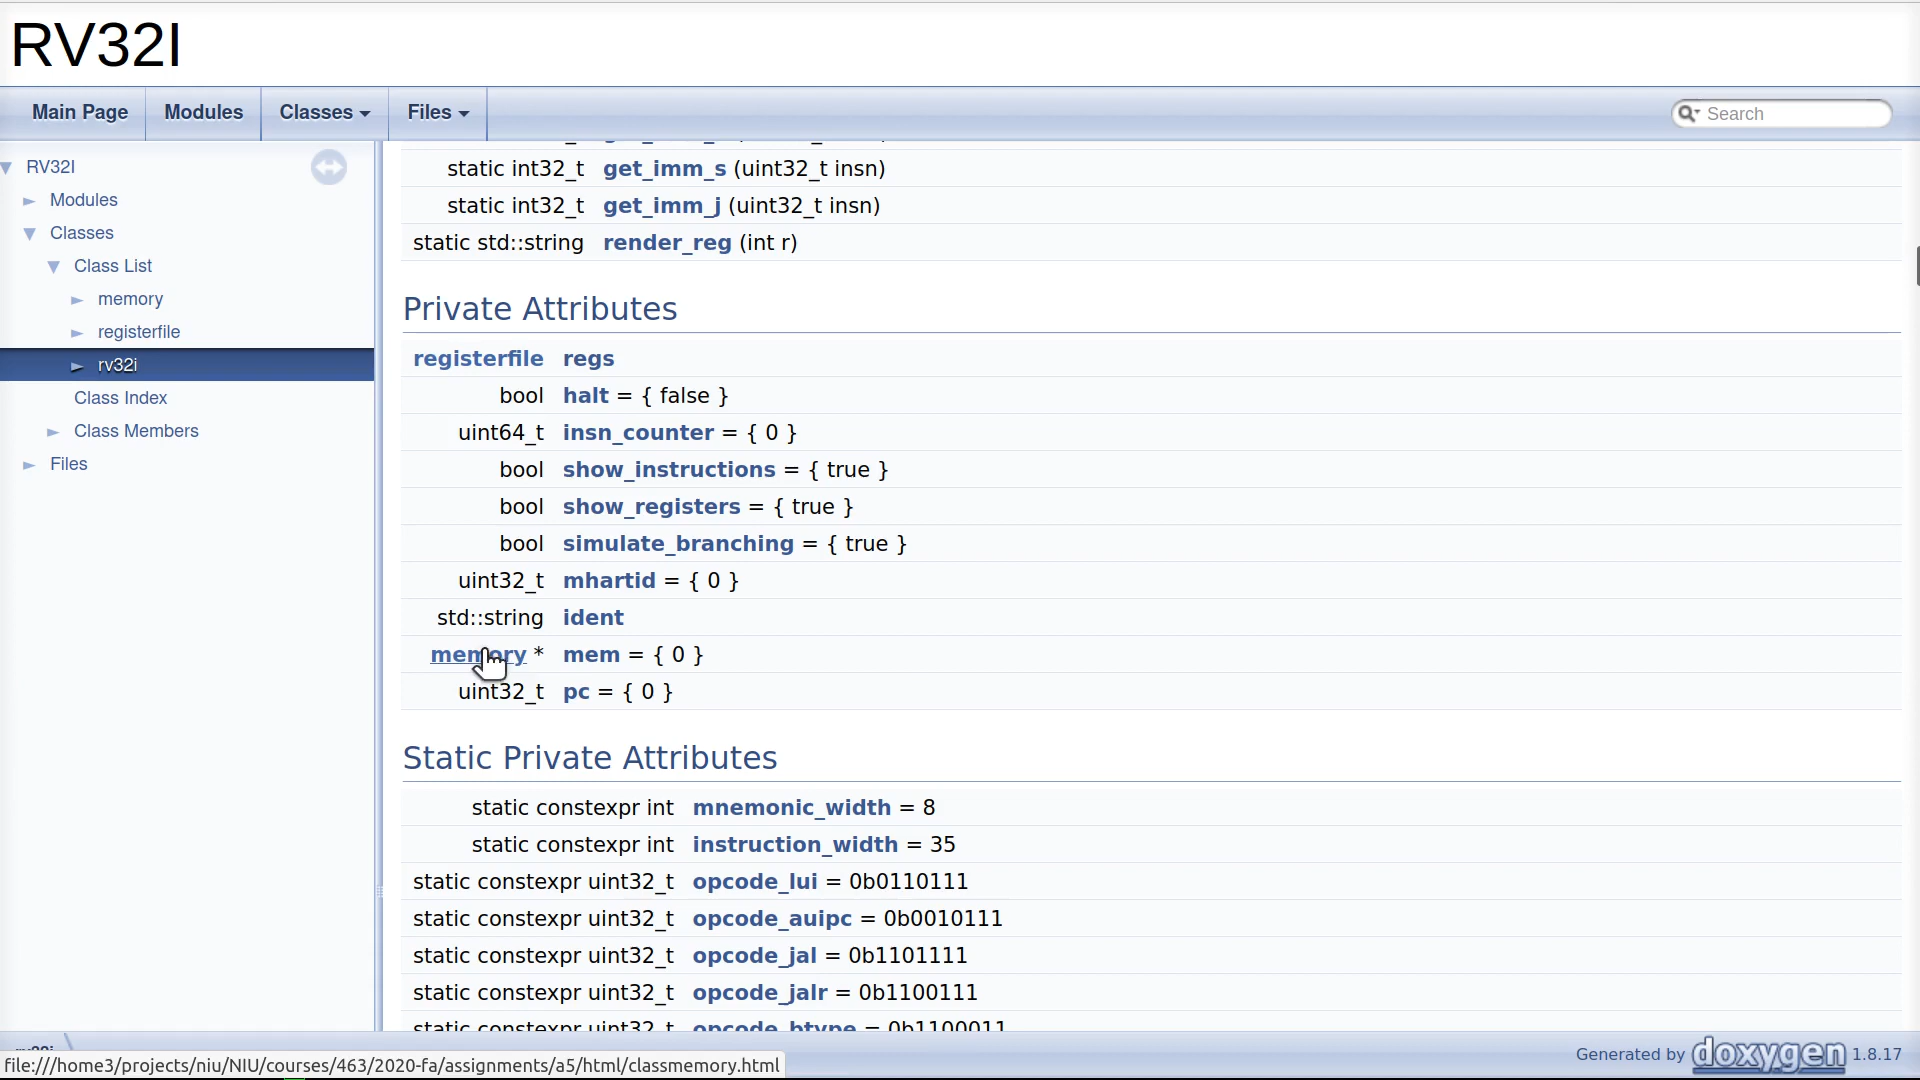 RV32I
Main Page
Modules
Classes
Files
Search
RV32I
Modules
Classes
Class List
memory
registerfile
rv32i
Class Index
Class Members
Files
static int32_t get_imm_s (uint32_t insn)
static int32_t get_imm_j (uint32_t insn)
static std::string render_reg (int r)
Private Attributes
registerfile regs
bool halt = { false }
uint64_t insn_counter = { 0 }
bool show_instructions = { true }
bool show_registers = { true }
bool simulate_branching = { true }
uint32_t mhartid = { 0 }
std::string ident
memory * mem = { 0 }
uint32_t pc = { 0 }
Static Private Attributes
static constexpr int mnemonic_width = 8
static constexpr int instruction_width = 35
static constexpr uint32_t opcode_lui = 0b0110111
static constexpr uint32_t opcode_auipc = 0b0010111
static constexpr uint32_t opcode_jal = 0b1101111
static constexpr uint32_t opcode_jalr = 0b1100111
static constexpr uint32_t opcode_btype = 0b1100011
file:///home3/projects/niu/NIU/courses/463/2020-fa/assignments/a5/html/classmemory.html
Generated by doxygen 1.8.17